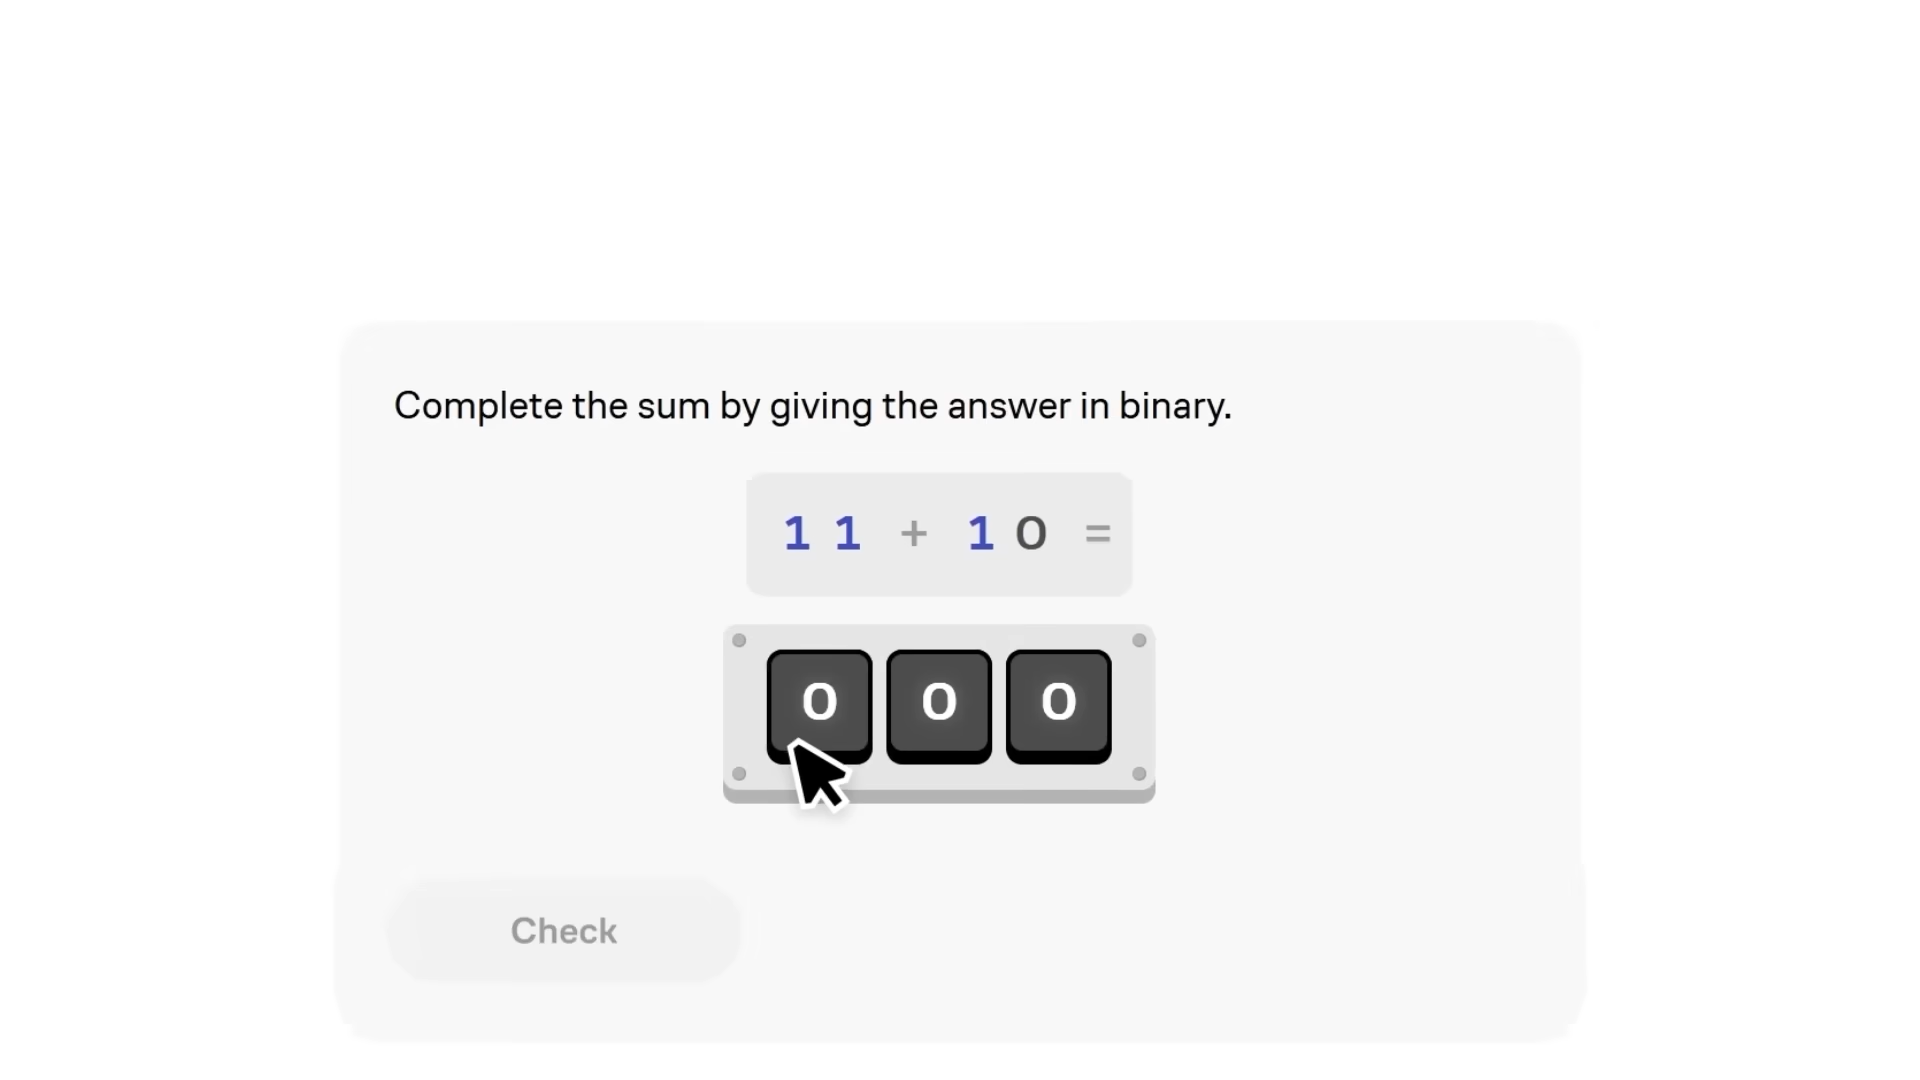 Complete the sum by giving the answer in binary.
1 1 + 1 0 =
0 0 0
Check